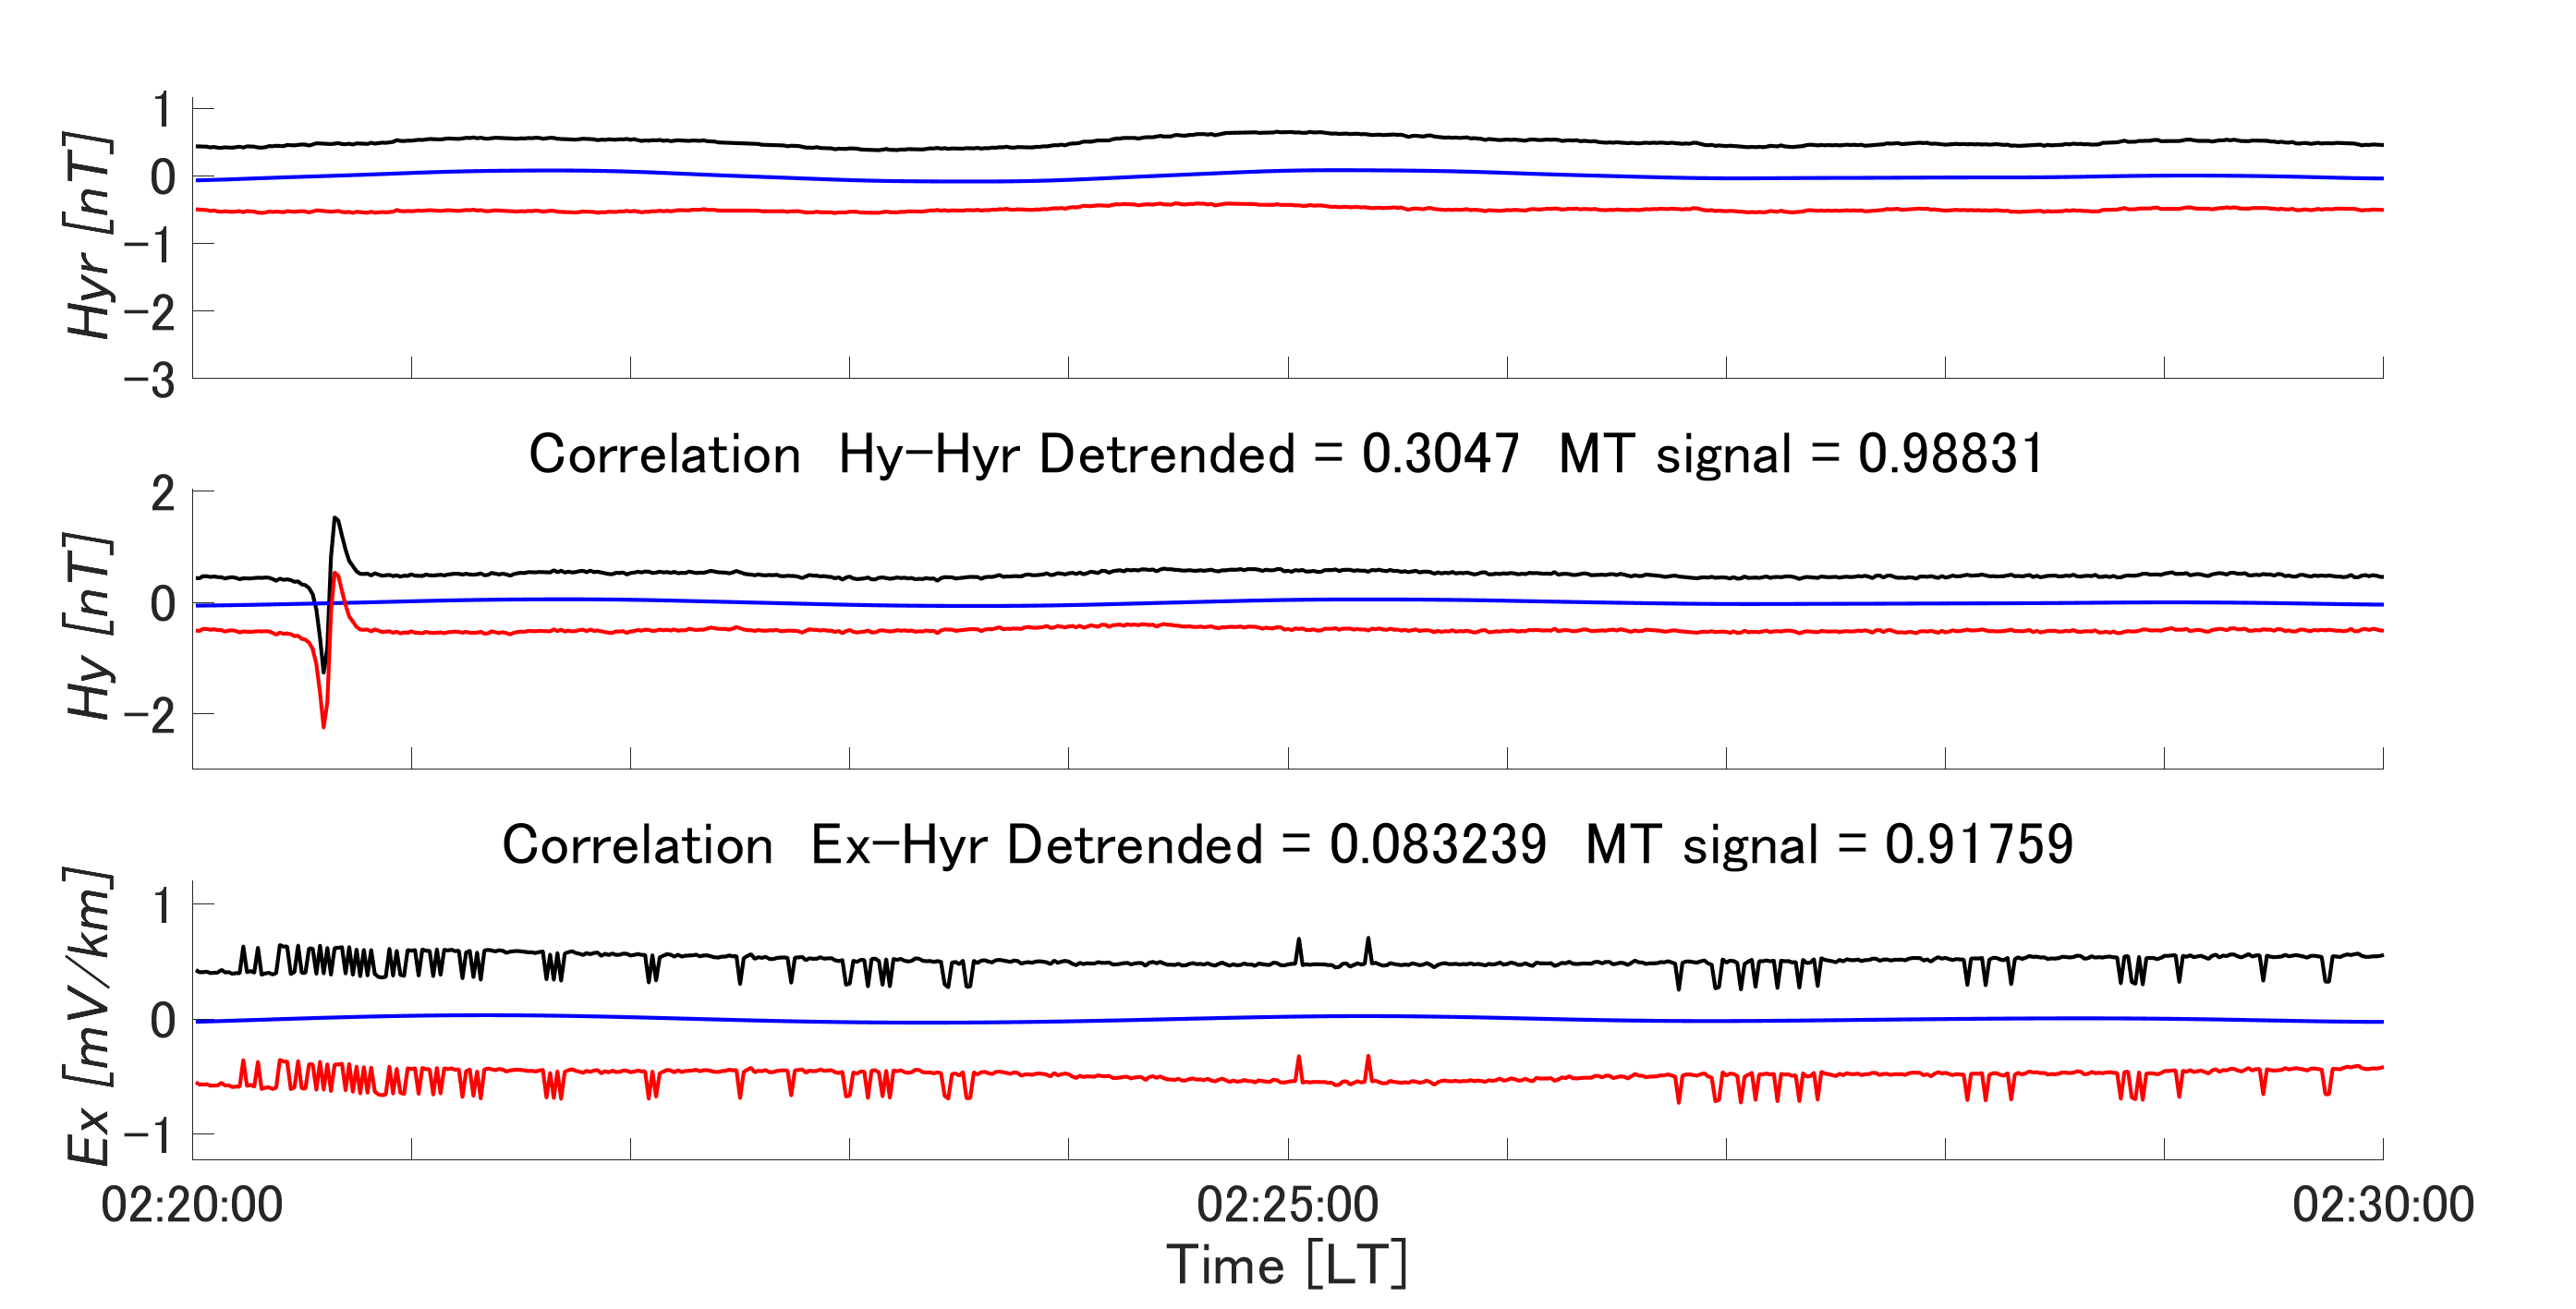 Hyr [nT]
1
0
−1
−2
−3
Correlation  Hy−Hyr Detrended = 0.3047  MT signal = 0.98831
Hy [nT]
2
0
−2
Correlation  Ex−Hyr Detrended = 0.083239  MT signal = 0.91759
Ex [mV/km]
1
0
−1
02:20:00 02:25:00 02:30:00
Time [LT]